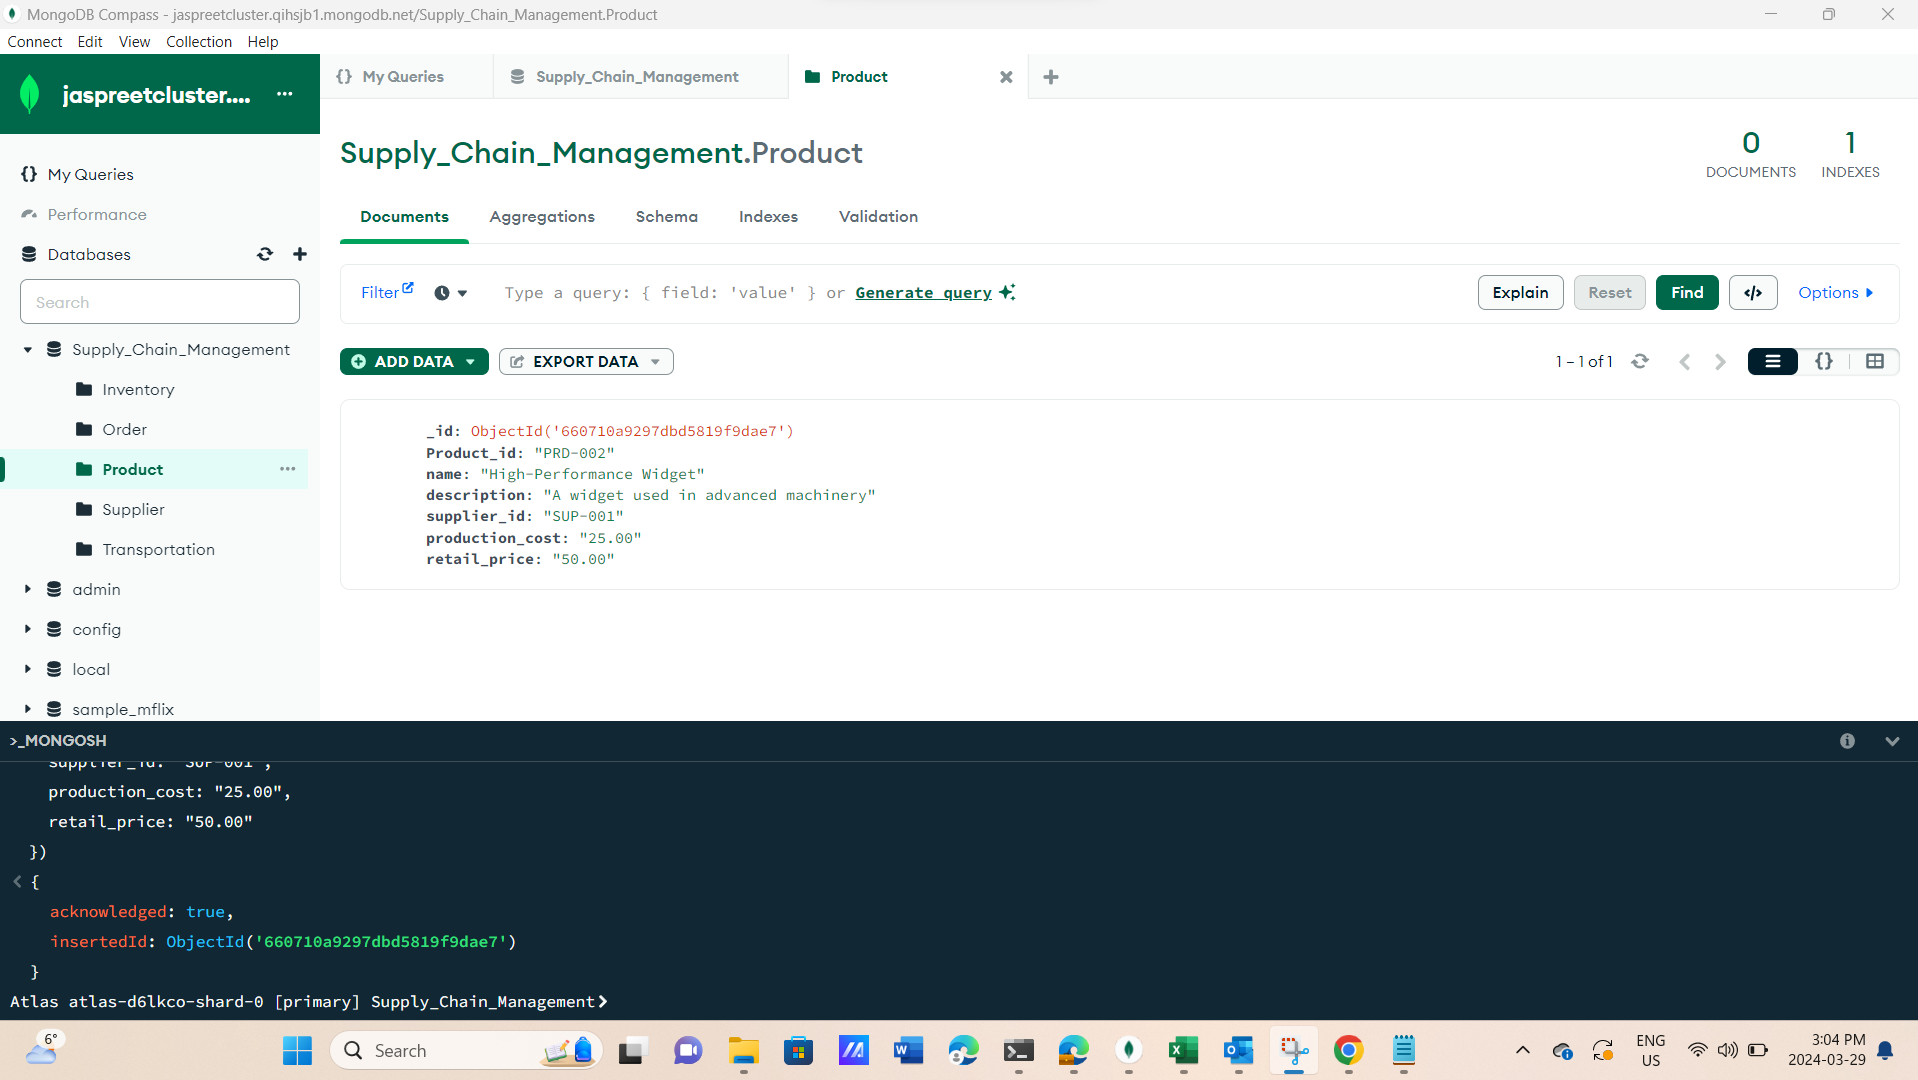 MongoDB Compass - jaspreetcluster.qihsjb1.mongodb.net/Supply_Chain_Management.Product
Connect Edit View Collection Help
jaspreetcluster.... ...
{} My Queries
Supply_Chain_Management
Product
Supply_Chain_Management.Product
0 DOCUMENTS
1 INDEXES
{} My Queries
Performance
Databases
Search
Supply_Chain_Management
Inventory
Order
Product ...
Supplier
Transportation
admin
config
local
sample_mflix
Documents Aggregations Schema Indexes Validation
Filter Type a query: { field: 'value' } or Generate query Explain Reset Find </> Options
ADD DATA EXPORT DATA 1 – 1 of 1 {}
_id: ObjectId('660710a9297dbd5819f9dae7')
Product_id: "PRD-002"
name: "High-Performance Widget"
description: "A widget used in advanced machinery"
supplier_id: "SUP-001"
production_cost: "25.00"
retail_price: "50.00"
>_MONGOSH
supplier_id: "SUP-001",
production_cost: "25.00",
retail_price: "50.00"
})
< {
acknowledged: true,
insertedId: ObjectId('660710a9297dbd5819f9dae7')
}
Atlas atlas-d6lkco-shard-0 [primary] Supply_Chain_Management>
6°
Search
ENG
US
3:04 PM
2024-03-29